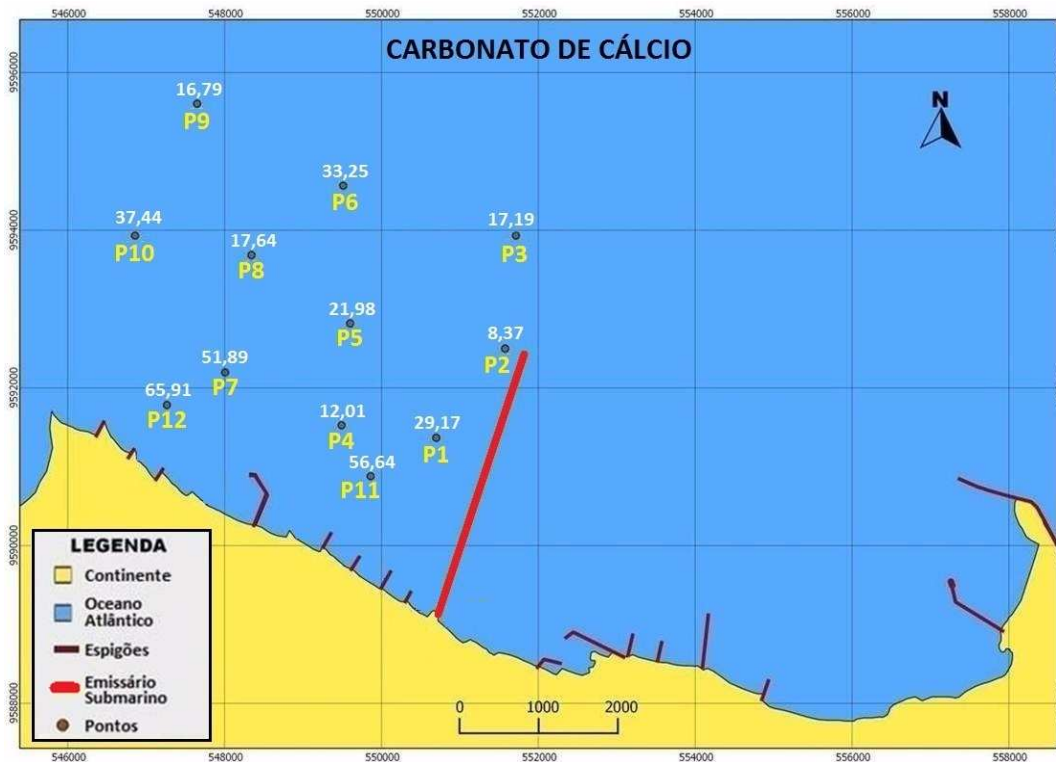 546000 548000 550000 552000 554000 556000 558000
CARBONATO DE CÁLCIO
9596000
16,79
P9
N
33,25
P6
37,44
P10
17,64
P8
17,19
P3
9594000
21,98
P5
8,37
P2
51,89
P7
65,91
P12
9592000
12,01
P4
29,17
P1
56,64
P11
9590000
LEGENDA
Continente
Oceano
Atlântico
Espigões
Emissário
Submarino
Pontos
9588000
0 1000 2000
546000 548000 550000 552000 554000 556000 558000